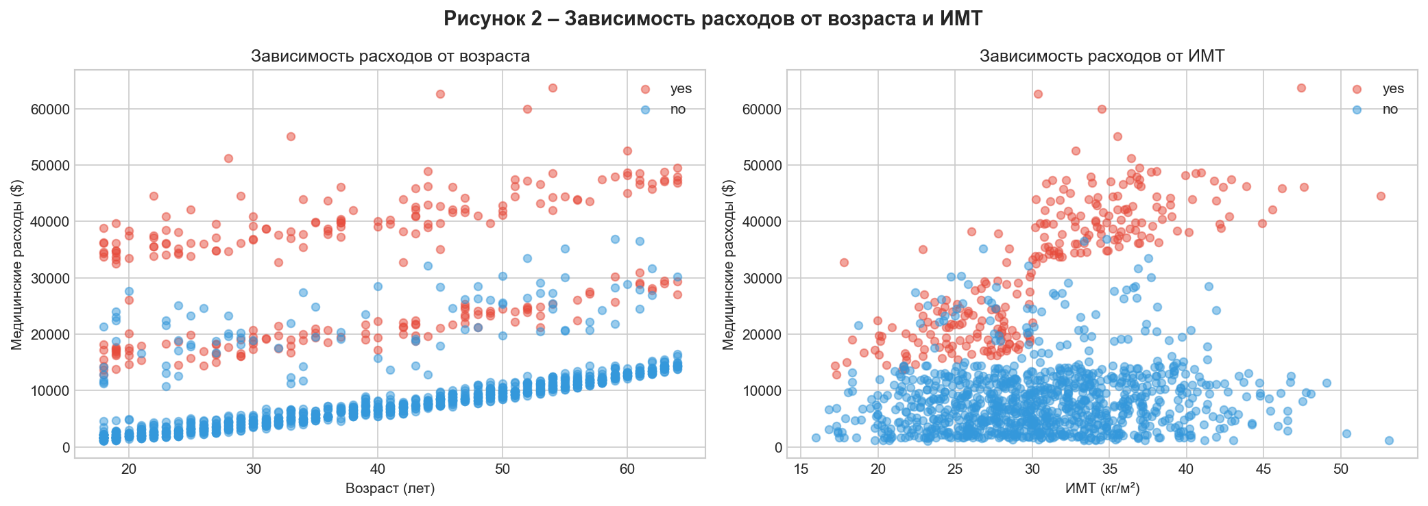 Рисунок 2 – Зависимость расходов от возраста и ИМТ
Зависимость расходов от возраста
60000
50000
40000
30000
20000
10000
0
Медицинские расходы ($)
yes
no
20 30 40 50 60
Возраст (лет)
Зависимость расходов от ИМТ
60000
50000
40000
30000
20000
10000
0
Медицинские расходы ($)
yes
no
15 20 25 30 35 40 45 50
ИМТ (кг/м²)